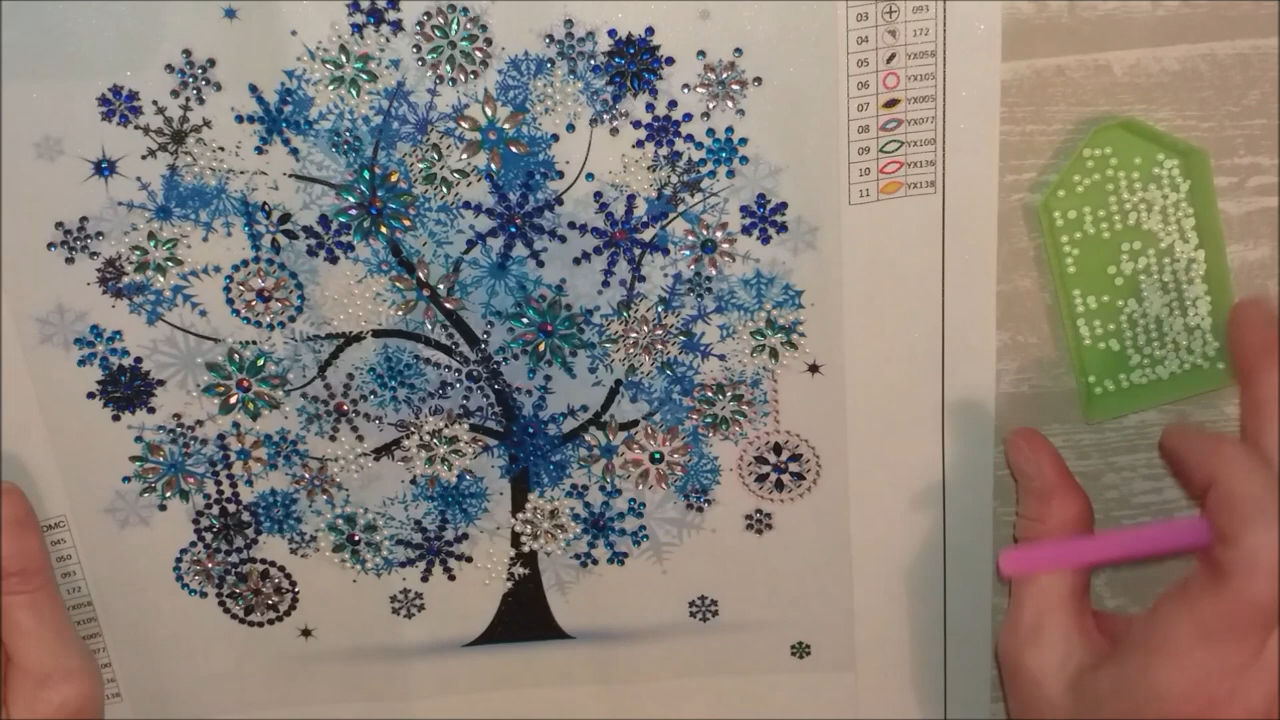 03 093
04 172
05 YX058
06 YX105
07 YX005
08 YX077
09 YX100
10 YX136
11 YX138
DMC
045
050
093
172
YX058
YX105